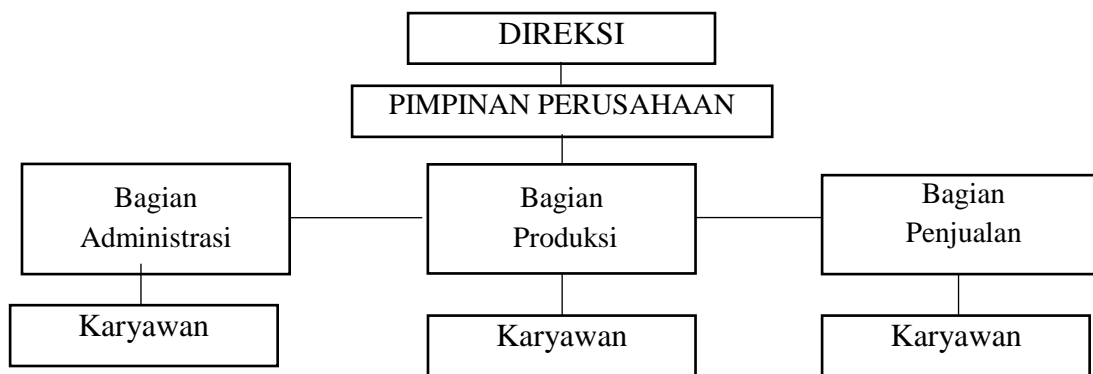 DIREKSI
PIMPINAN PERUSAHAAN
Bagian
Administrasi
Bagian
Produksi
Bagian
Penjualan
Karyawan
Karyawan
Karyawan